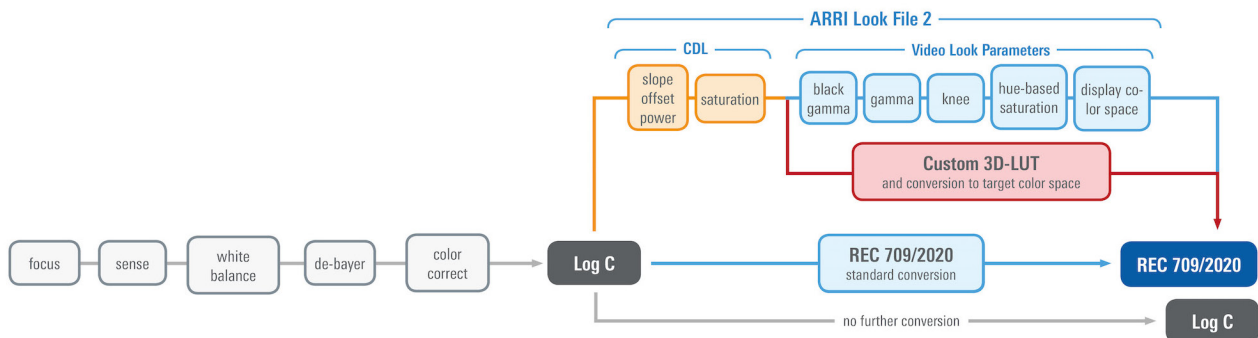 ARRI Look File 2
CDL
Video Look Parameters
slope
offset
power
saturation
black
gamma
gamma
knee
hue-based
saturation
display co-
lor space
Custom 3D-LUT
and conversion to target color space
focus
sense
white
balance
de-bayer
color
correct
Log C
REC 709/2020
standard conversion
REC 709/2020
no further conversion
Log C